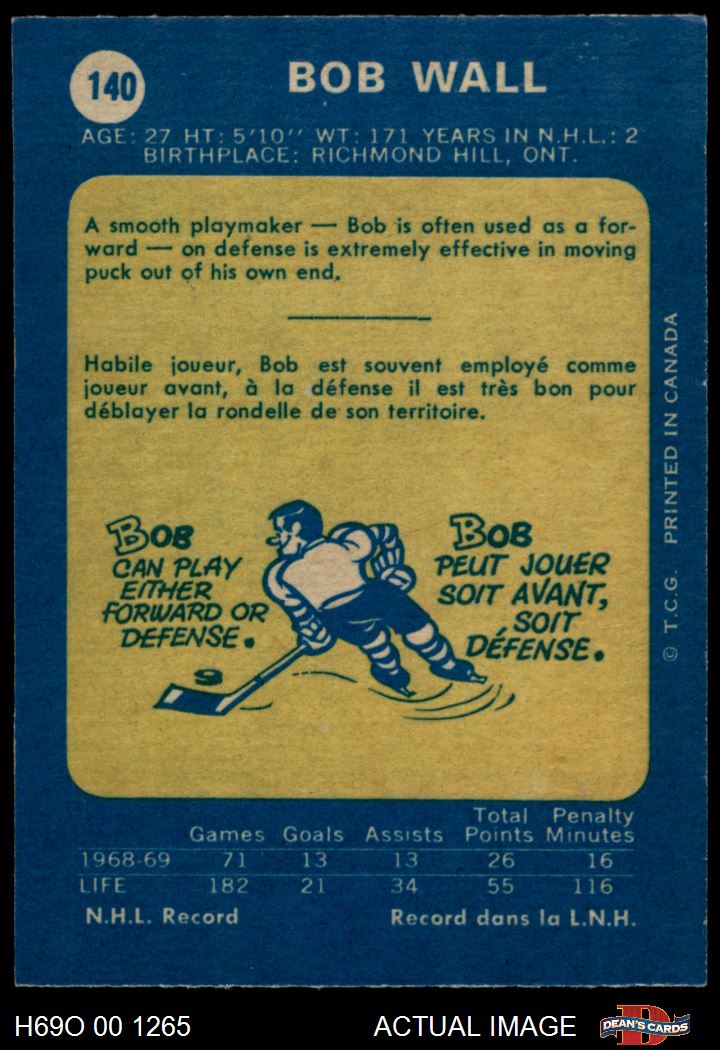 140
BOB WALL
AGE: 27 HT: 5'10'' WT: 171 YEARS IN N.H.L.: 2
BIRTHPLACE: RICHMOND HILL, ONT.
A smooth playmaker — Bob is often used as a for-
ward — on defense is extremely effective in moving
puck out of his own end.
Habile joueur, Bob est souvent employé comme
joueur avant, à la défense il est très bon pour
déblayer la rondelle de son territoire.
BOB
CAN PLAY
EITHER
FORWARD OR
DEFENSE.
BOB
PEUT JOUER
SOIT AVANT,
SOIT
DÉFENSE.
© T.C.G. PRINTED IN CANADA
Total Penalty
Games Goals Assists Points Minutes
1968-69 71 13 13 26 16
LIFE 182 21 34 55 116
N.H.L. Record Record dans la L.N.H.
H69O 00 1265 ACTUAL IMAGE DEAN'S CARDS